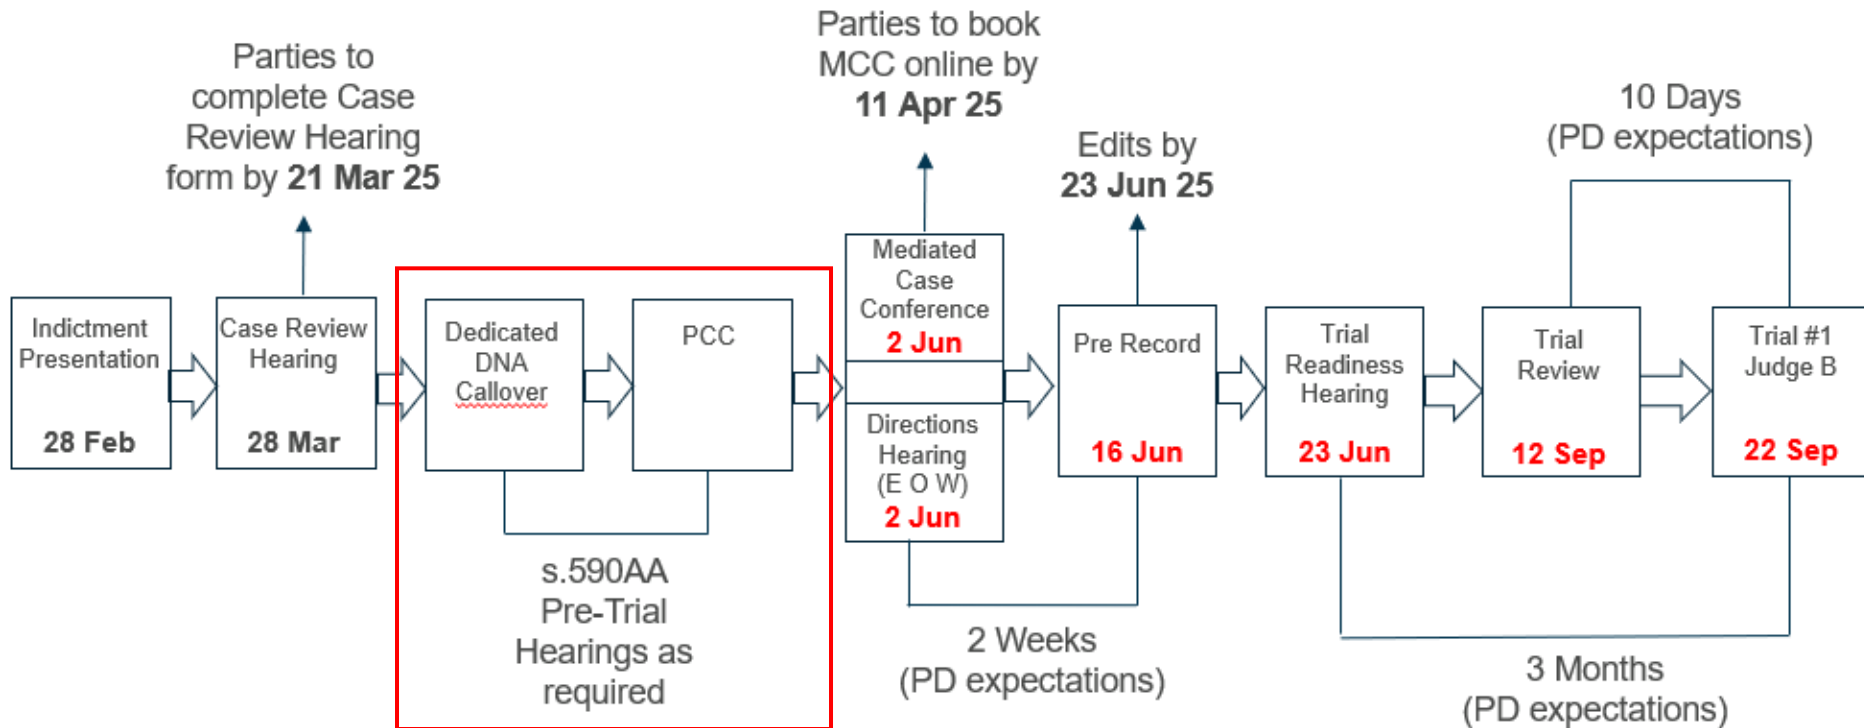 Parties to
complete Case
Review Hearing
form by 21 Mar 25
Parties to book
MCC online by
11 Apr 25
Edits by
23 Jun 25
10 Days
(PD expectations)
Indictment
Presentation
28 Feb
Case Review
Hearing
28 Mar
Dedicated
DNA
Callover
PCC
s.590AA
Pre-Trial
Hearings as
required
Mediated
Case
Conference
2 Jun
Directions
Hearing
(E O W)
2 Jun
Pre Record
16 Jun
2 Weeks
(PD expectations)
Trial
Readiness
Hearing
23 Jun
Trial
Review
12 Sep
Trial #1
Judge B
22 Sep
3 Months
(PD expectations)